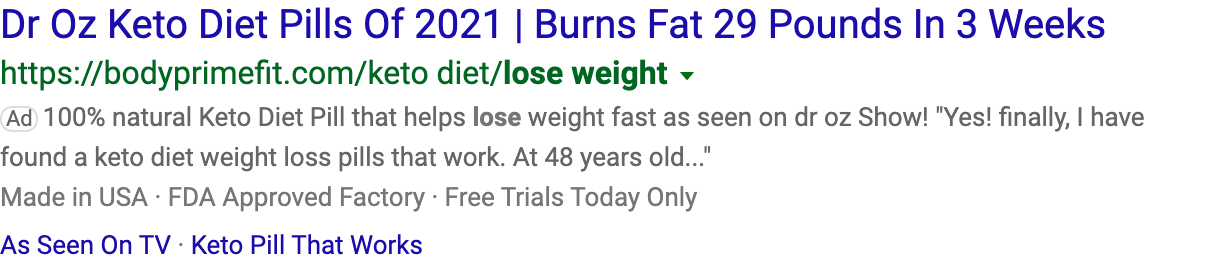 Dr Oz Keto Diet Pills Of 2021 | Burns Fat 29 Pounds In 3 Weeks
https://bodyprimefit.com/keto diet/lose weight
Ad 100% natural Keto Diet Pill that helps lose weight fast as seen on dr oz Show! "Yes! finally, I have
found a keto diet weight loss pills that work. At 48 years old..."
Made in USA · FDA Approved Factory · Free Trials Today Only
As Seen On TV · Keto Pill That Works